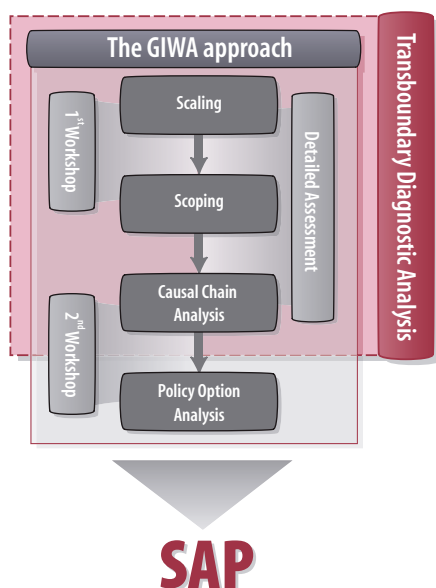 The GIWA approach
Scaling
1st Workshop
Scoping
Detailed Assessment
Transboundary Diagnostic Analysis
Causal Chain
Analysis
2nd Workshop
Policy Option
Analysis
SAP